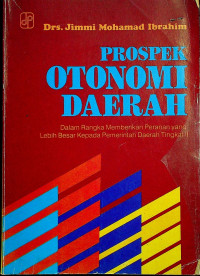 Drs. Jimmi Mohamad Ibrahim
PROSPEK
OTONOMI
DAERAH
Dalam Rangka Memberikan Peranan yang
Lebih Besar Kepada Pemerintah Daerah Tingkat II